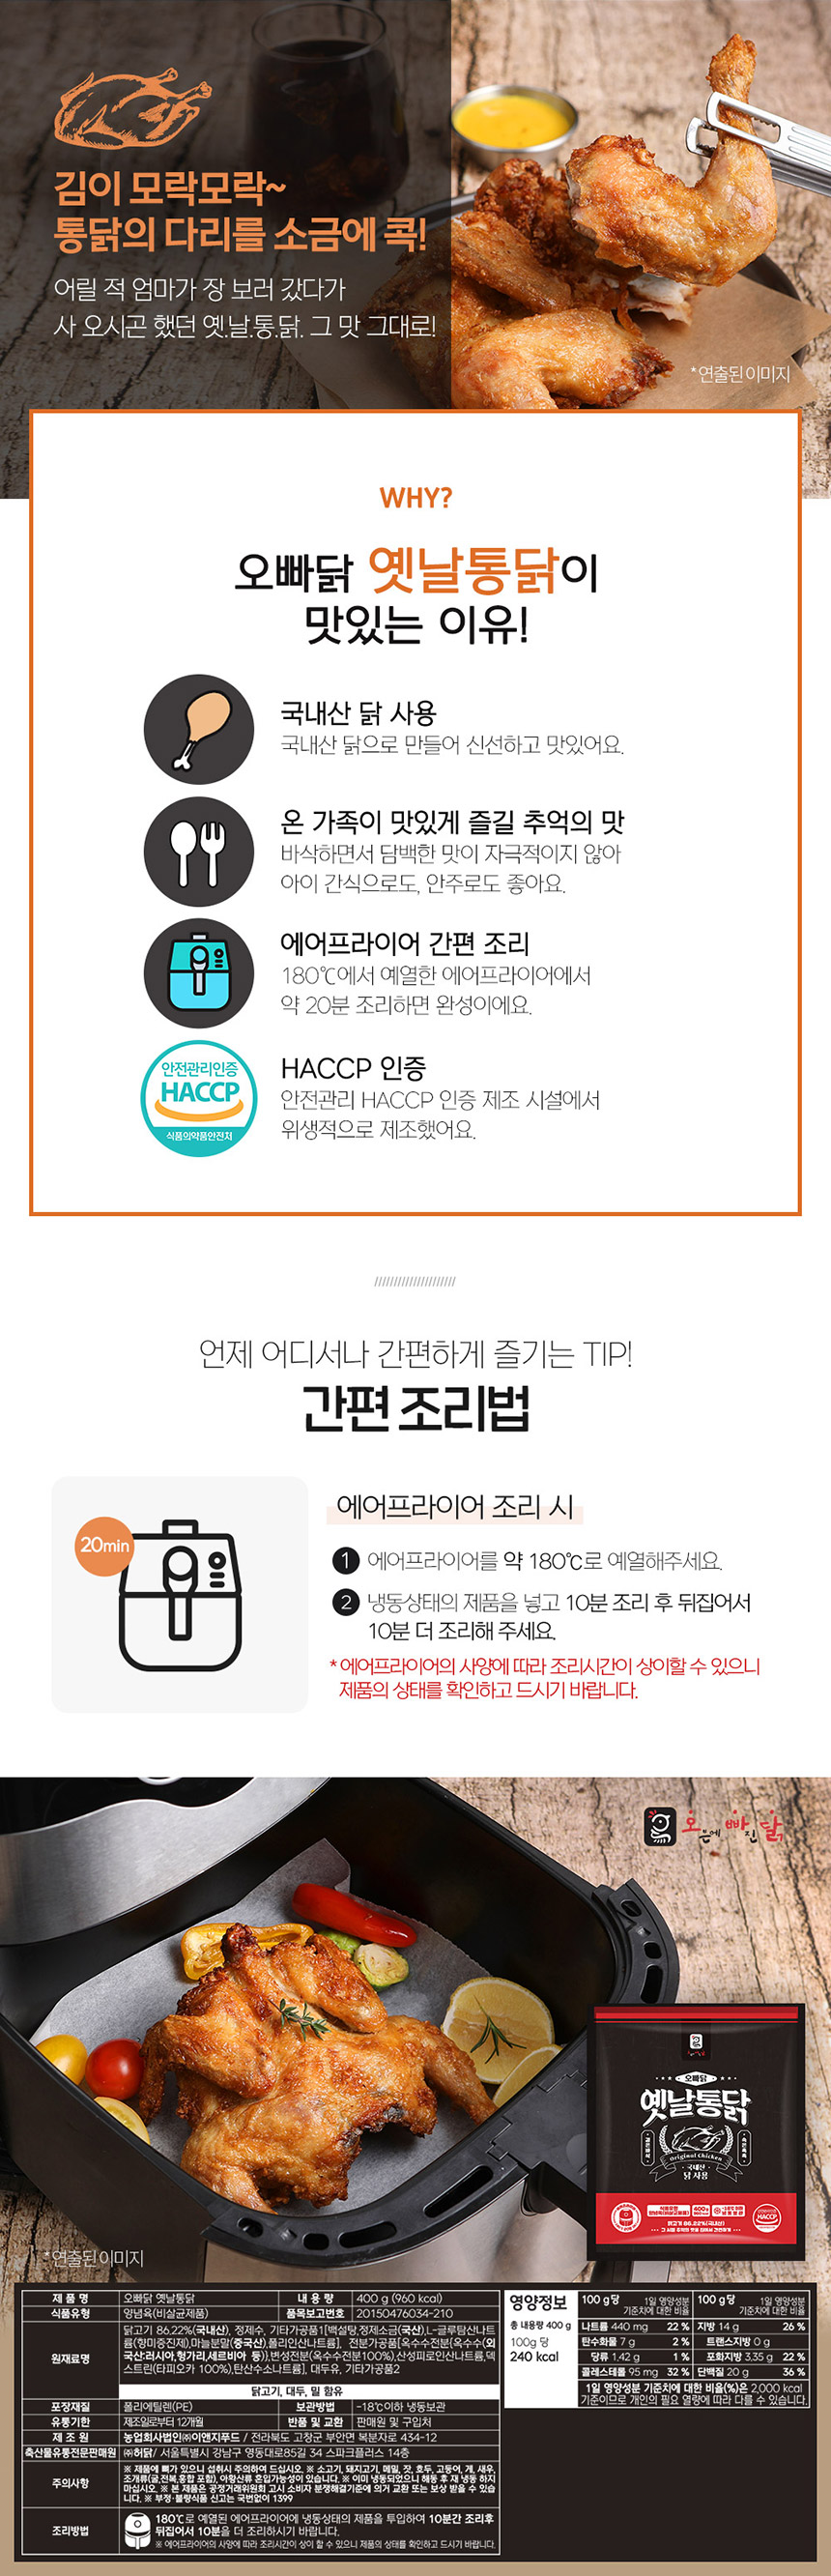 김이 모락모락~
통닭의 다리를 소금에 콕!
어릴 적 엄마가 장 보러 갔다가
사 오시곤 했던 옛.날.통.닭. 그 맛 그대로!
*연출된 이미지
WHY?
오빠닭 옛날통닭이
맛있는 이유!
국내산 닭 사용
국내산 닭으로 만들어 신선하고 맛있어요.
온 가족이 맛있게 즐길 추억의 맛
바삭하면서 담백한 맛이 자극적이지 않아
아이 간식으로도, 안주로도 좋아요.
에어프라이어 간편 조리
180℃에서 예열한 에어프라이어에서
약 20분 조리하면 완성이에요.
안전관리인증
HACCP
식품의약품안전처
HACCP 인증
안전관리 HACCP 인증 제조 시설에서
위생적으로 제조했어요.
언제 어디서나 간편하게 즐기는 TIP!
간편 조리법
20min
에어프라이어 조리 시
1 에어프라이어를 약 180℃로 예열해주세요.
2 냉동상태의 제품을 넣고 10분 조리 후 뒤집어서
10분 더 조리해 주세요.
*에어프라이어의 사양에 따라 조리시간이 상이할 수 있으니
제품의 상태를 확인하고 드시기 바랍니다.
오븐에 빠진 닭
오빠닭
옛날통닭
Original Chicken
국내산
닭 사용
닭고기 86.22%(국내산)
HACCP
*연출된 이미지
제 품 명 오빠닭 옛날통닭 내 용 량 400 g (960 kcal)
식품유형 양념육(비살균제품) 품목보고번호 20150476034-210
원재료명 닭고기 86.22%(국내산), 정제수, 기타가공품1[백설탕,정제소금(국산),L-글루탐산나트
륨(향미증진제),마늘분말(중국산),폴리인산나트륨], 전분가공품[옥수수전분(옥수수(외
국산:러시아,헝가리,세르비아 등)),변성전분(옥수수전분100%),산성피로인산나트륨,덱
스트린(타피오카 100%),탄산수소나트륨], 대두유, 기타가공품2
닭고기, 대두, 밀 함유
포장재질 폴리에틸렌(PE) 보관방법 -18℃이하 냉동보관
유통기한 제조일로부터 12개월 반품 및 교환 판매원 및 구입처
제 조 원 농업회사법인㈜이앤지푸드 / 전라북도 고창군 부안면 복분자로 434-12
축산물유통전문판매원 ㈜허닭/ 서울특별시 강남구 영동대로85길 34 스파크플러스 14층
주의사항 ※ 제품에 뼈가 있으니 섭취시 주의하여 드십시오. ※ 소고기, 돼지고기, 메밀, 잣, 호두, 고등어, 게, 새우,
조개류(굴,전복,홍합 포함), 아황산류 혼입가능성이 있습니다. ※ 이미 냉동되었으니 해동 후 재 냉동 하지
마십시오. ※ 본 제품은 공정거래위원회 고시 소비자 분쟁해결기준에 의거 교환 또는 보상 받을 수 있습
니다. ※ 부정·불량식품 신고는 국번없이 1399
조리방법 180℃로 예열된 에어프라이어에 냉동상태의 제품을 투입하여 10분간 조리후
뒤집어서 10분을 더 조리하시기 바랍니다.
※ 에어프라이어의 사양에 따라 조리시간이 상이 할 수 있으니 제품의 상태를 확인하고 드시기 바랍니다.
영양정보
총 내용량 400 g
100g 당
240 kcal
100 g당 1일 영양성분 기준치에 대한 비율 100 g당 1일 영양성분 기준치에 대한 비율
나트륨 440 mg 22 % 지방 14 g 26 %
탄수화물 7 g 2 % 트랜스지방 0 g
당류 1.42 g 1 % 포화지방 3.35 g 22 %
콜레스테롤 95 mg 32 % 단백질 20 g 36 %
1일 영양성분 기준치에 대한 비율(%)은 2,000 kcal
기준이므로 개인의 필요 열량에 따라 다를 수 있습니다.